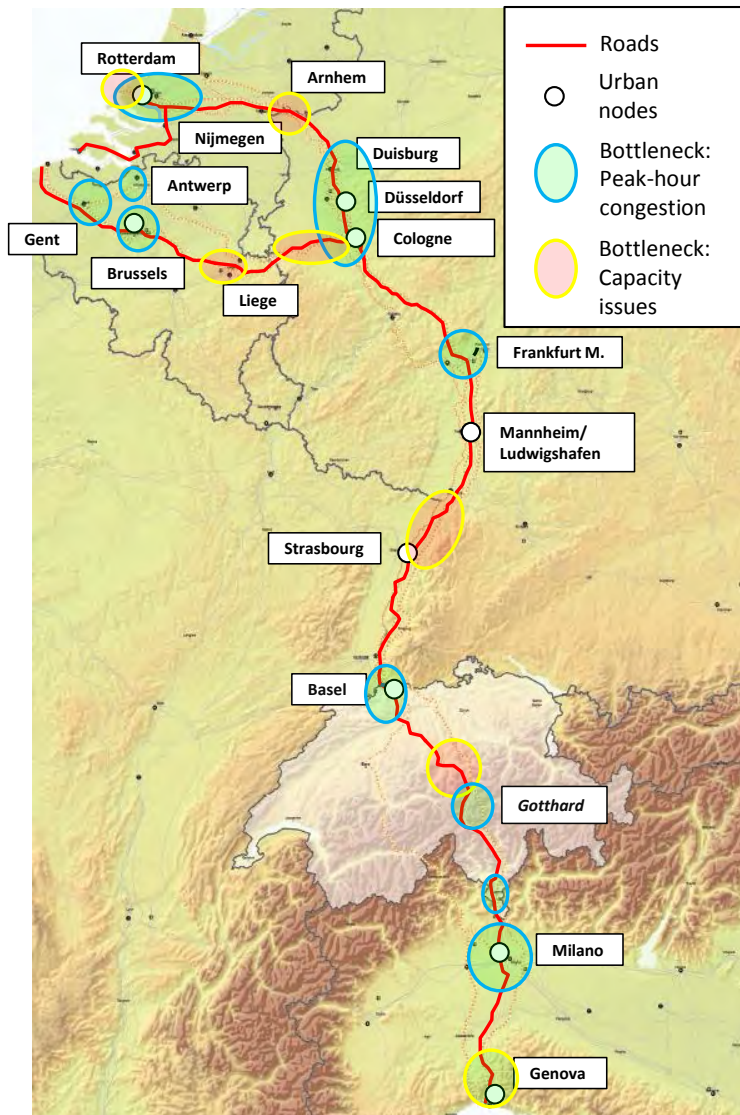 Roads
Urban
nodes
Bottleneck:
Peak-hour
congestion
Bottleneck:
Capacity
issues
Rotterdam
Arnhem
Nijmegen
Duisburg
Antwerp
Düsseldorf
Gent
Cologne
Brussels
Liege
Frankfurt M.
Mannheim/
Ludwigshafen
Strasbourg
Basel
Gotthard
Milano
Genova